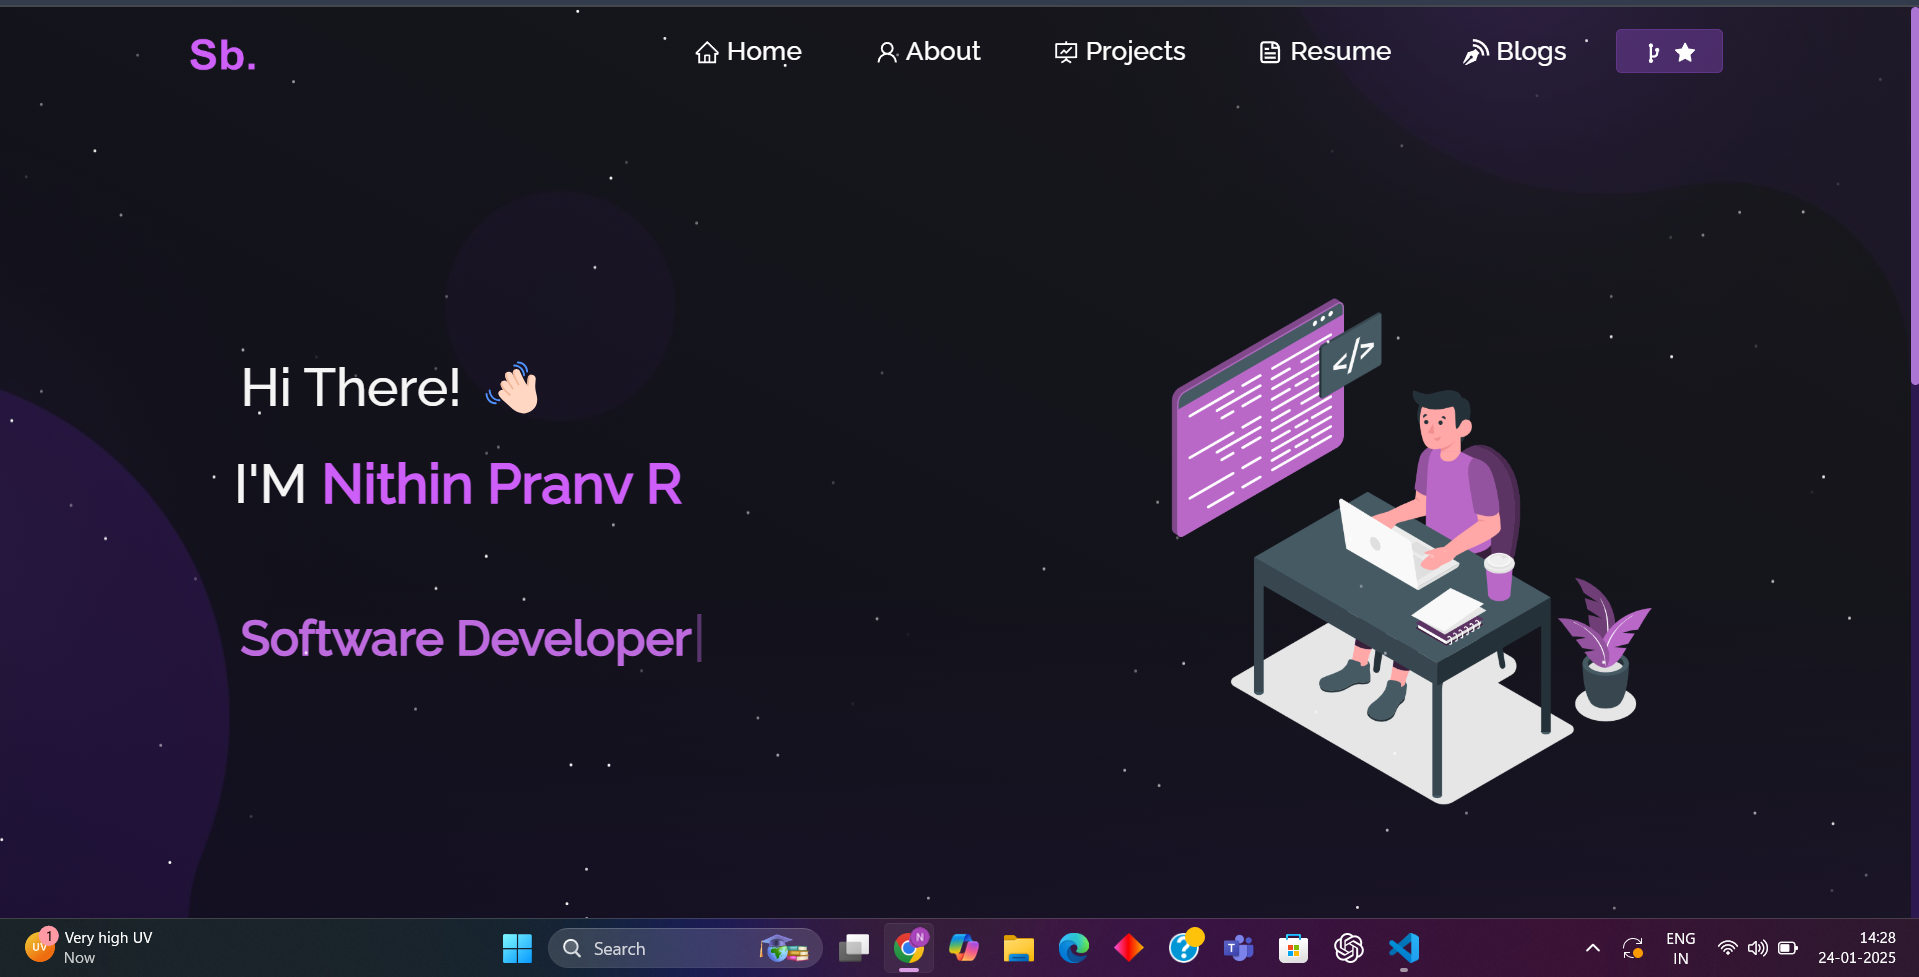 Sb.
Home
About
Projects
Resume
Blogs
Hi There!
I'M Nithin Pranv R
Software Developer
</>
UV
1
Very high UV
Now
Search
N
?
T
ENG
IN
14:28
24-01-2025